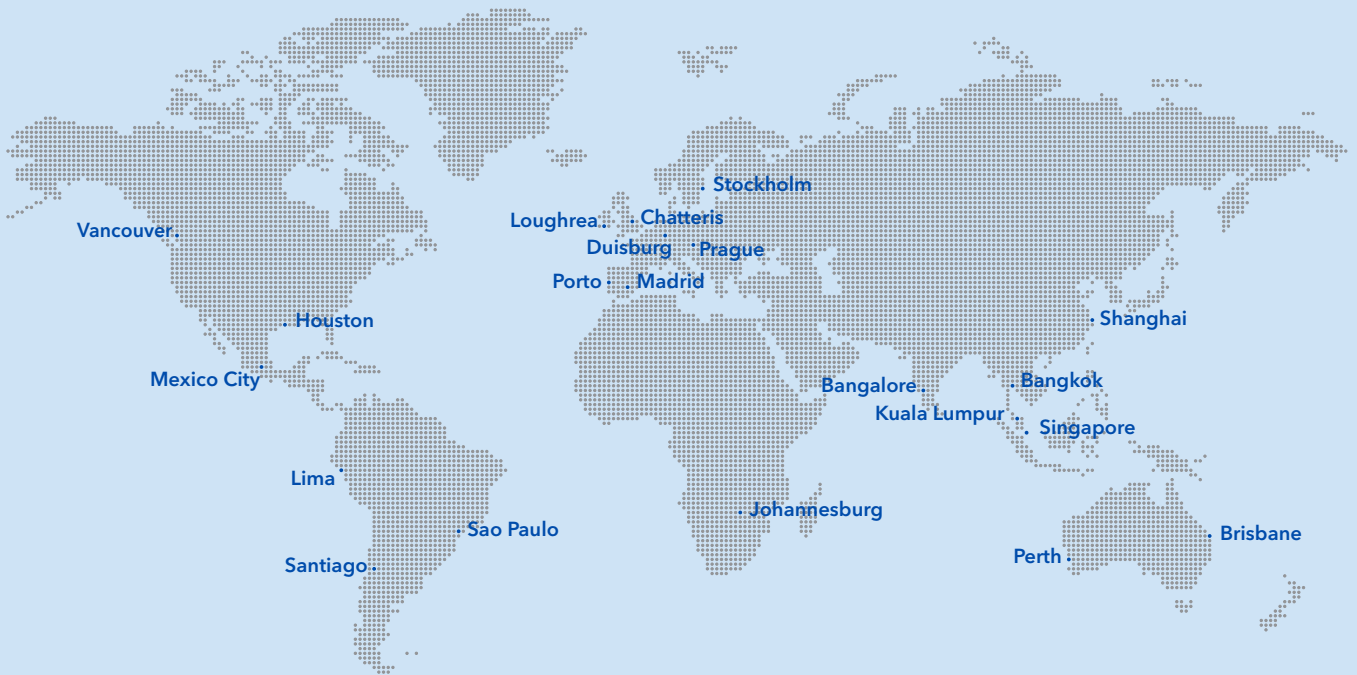 Stockholm
Loughrea
Chatteris
Vancouver
Duisburg
Prague
Porto
Madrid
Houston
Shanghai
Mexico City
Bangalore
Bangkok
Kuala Lumpur
Singapore
Lima
Johannesburg
Sao Paulo
Brisbane
Perth
Santiago